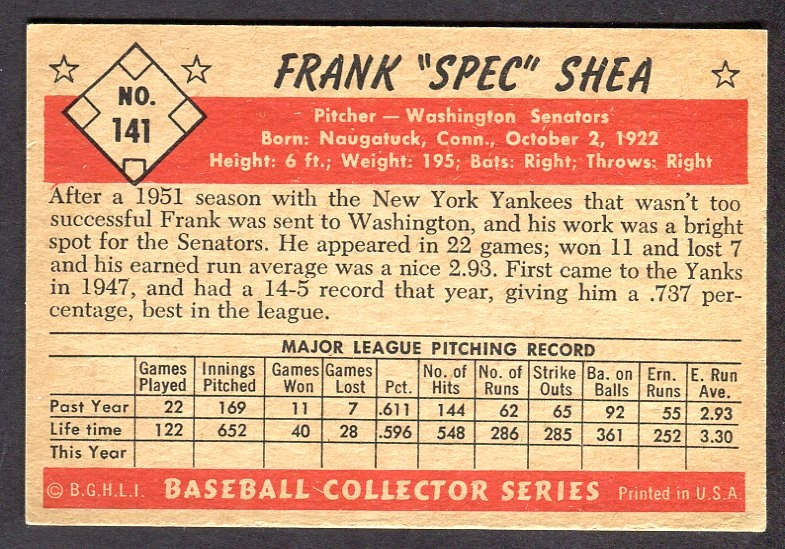 FRANK "SPEC" SHEA
NO.
141
Pitcher — Washington Senators
Born: Naugatuck, Conn., October 2, 1922
Height: 6 ft.; Weight: 195; Bats: Right; Throws: Right
After a 1951 season with the New York Yankees that wasn't too
successful Frank was sent to Washington, and his work was a bright
spot for the Senators. He appeared in 22 games; won 11 and lost 7
and his earned run average was a nice 2.93. First came to the Yanks
in 1947, and had a 14-5 record that year, giving him a .737 per-
centage, best in the league.
MAJOR LEAGUE PITCHING RECORD
Games Played Innings Pitched Games Won Games Lost Pct. No. of Hits No. of Runs Strike Outs Ba. on Balls Ern. Runs E. Run Ave.
Past Year 22 169 11 7 .611 144 62 65 92 55 2.93
Life time 122 652 40 28 .596 548 286 285 361 252 3.30
This Year
© B.G.H.L.I. BASEBALL COLLECTOR SERIES Printed in U.S.A.